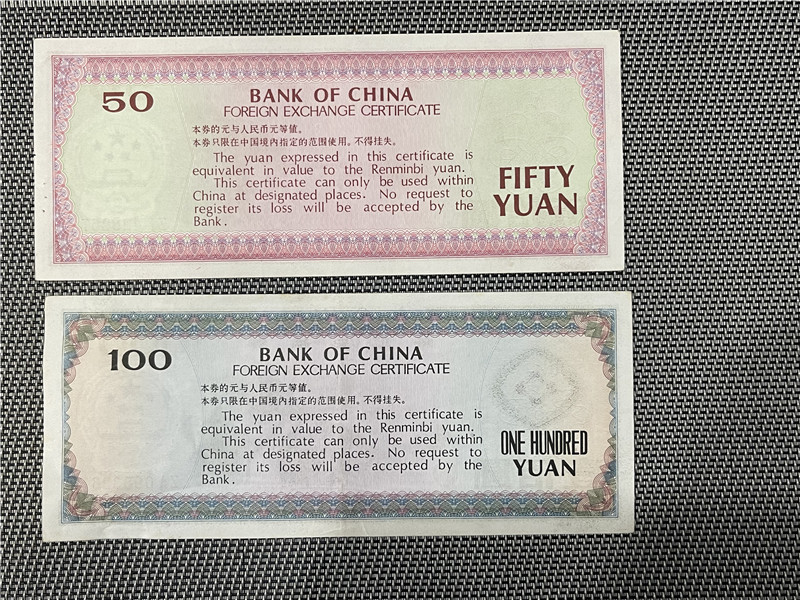 50
BANK OF CHINA
FOREIGN EXCHANGE CERTIFICATE
本券的元与人民币元等值。
本券只限在中国境内指定的范围使用。不得挂失。
The yuan expressed in this certificate is
equivalent in value to the Renminbi yuan.
This certificate can only be used within
China at designated places. No request to
register its loss will be accepted by the
Bank.
FIFTY
YUAN
100
BANK OF CHINA
FOREIGN EXCHANGE CERTIFICATE
本券的元与人民币元等值。
本券只限在中国境内指定的范围使用。不得挂失。
The yuan expressed in this certificate is
equivalent in value to the Renminbi yuan.
This certificate can only be used within
China at designated places. No request to
register its loss will be accepted by the
Bank.
ONE HUNDRED
YUAN